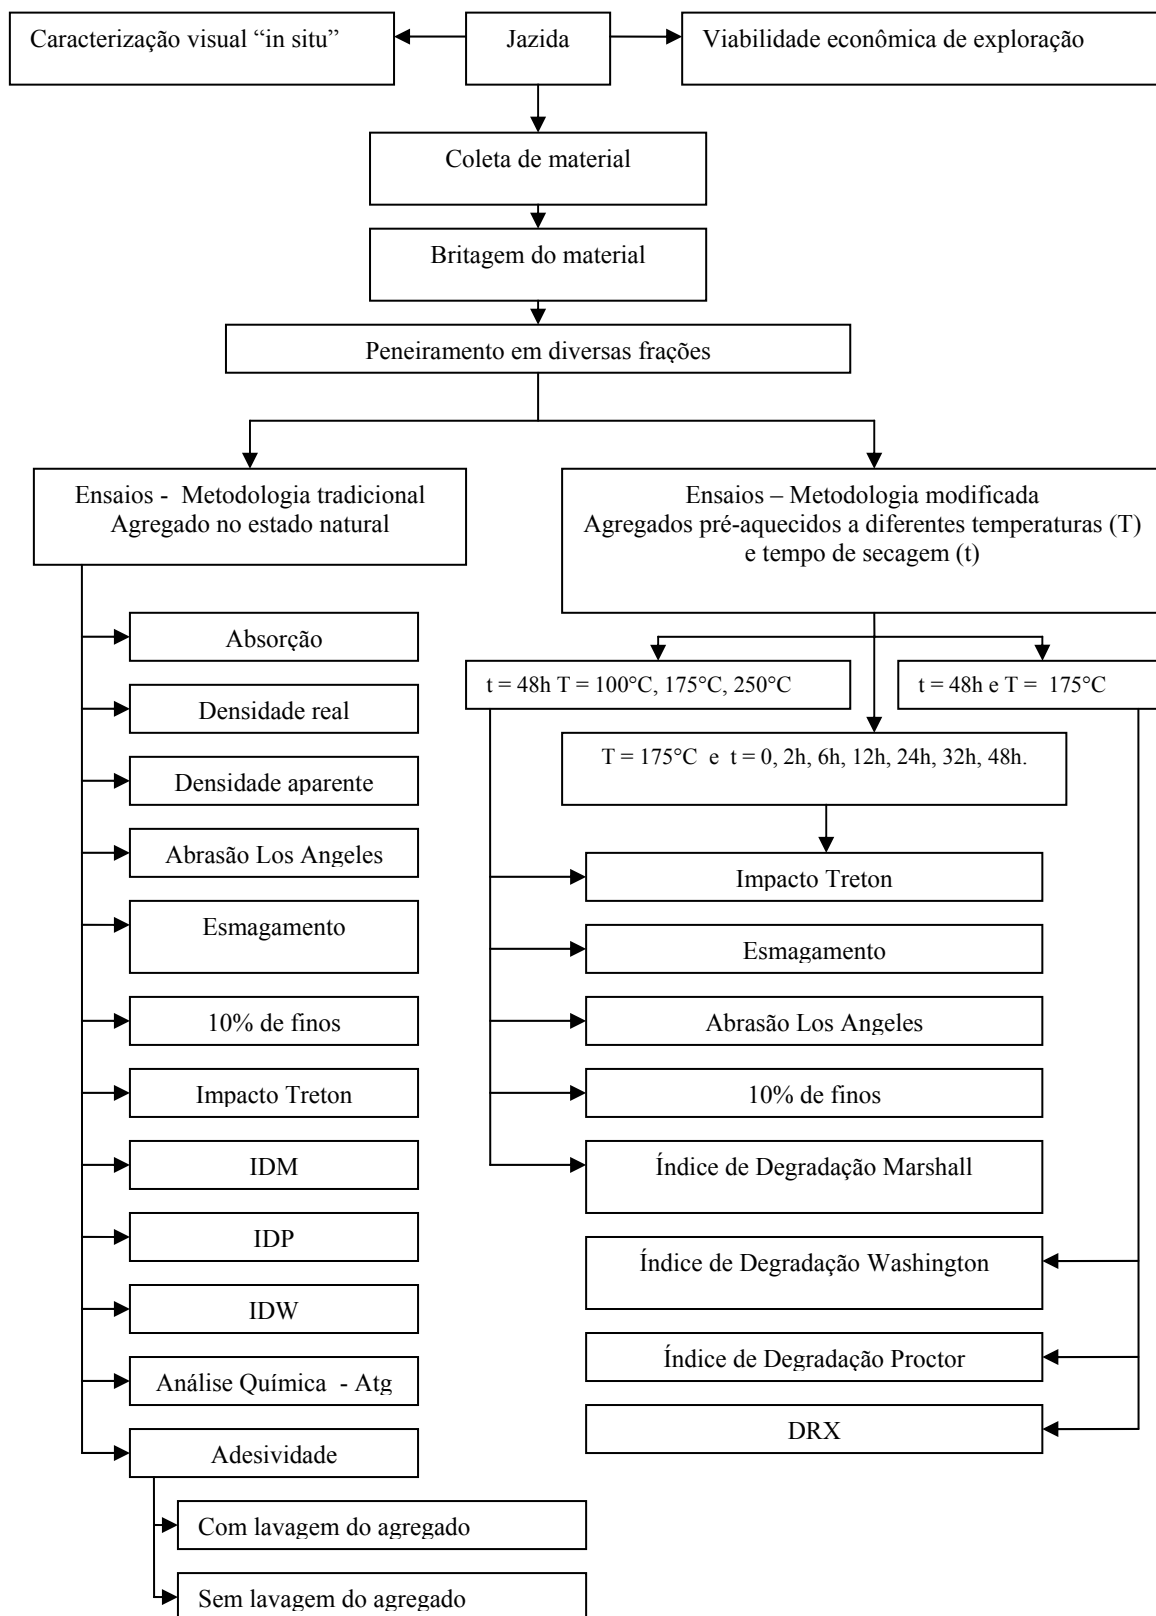 Caracterização visual “in situ”
Jazida
Viabilidade econômica de exploração
Coleta de material
Britagem do material
Peneiramento em diversas frações
Ensaios - Metodologia tradicional
Agregado no estado natural
Ensaios – Metodologia modificada
Agregados pré-aquecidos a diferentes temperaturas (T)
e tempo de secagem (t)
Absorção
Densidade real
Densidade aparente
Abrasão Los Angeles
Esmagamento
10% de finos
Impacto Treton
IDM
IDP
IDW
Análise Química - Atg
Adesividade
Com lavagem do agregado
Sem lavagem do agregado
t = 48h T = 100°C, 175°C, 250°C
t = 48h e T = 175°C
T = 175°C e t = 0, 2h, 6h, 12h, 24h, 32h, 48h.
Impacto Treton
Esmagamento
Abrasão Los Angeles
10% de finos
Índice de Degradação Marshall
Índice de Degradação Washington
Índice de Degradação Proctor
DRX